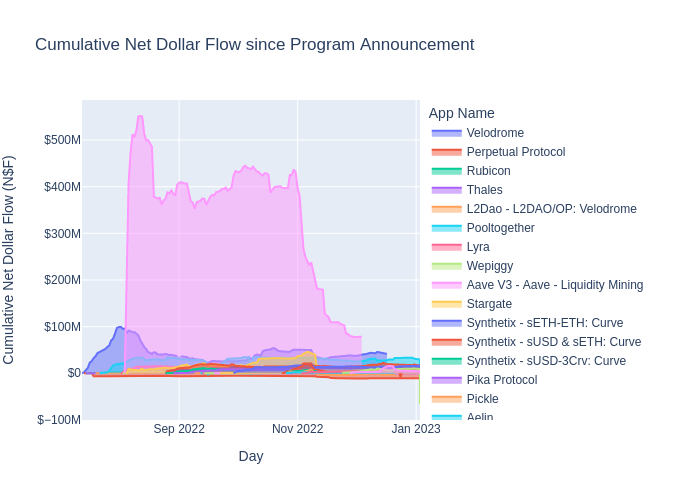 Cumulative Net Dollar Flow since Program Announcement
App Name
Velodrome
Perpetual Protocol
Rubicon
Thales
L2Dao - L2DAO/OP: Velodrome
Pooltogether
Lyra
Wepiggy
Aave V3 - Aave - Liquidity Mining
Stargate
Synthetix - sETH-ETH: Curve
Synthetix - sUSD & sETH: Curve
Synthetix - sUSD-3Crv: Curve
Pika Protocol
Pickle
Aelin
Cumulative Net Dollar Flow (N$F)
$500M
$400M
$300M
$200M
$100M
$0
−$100M
Sep 2022
Nov 2022
Jan 2023
Day